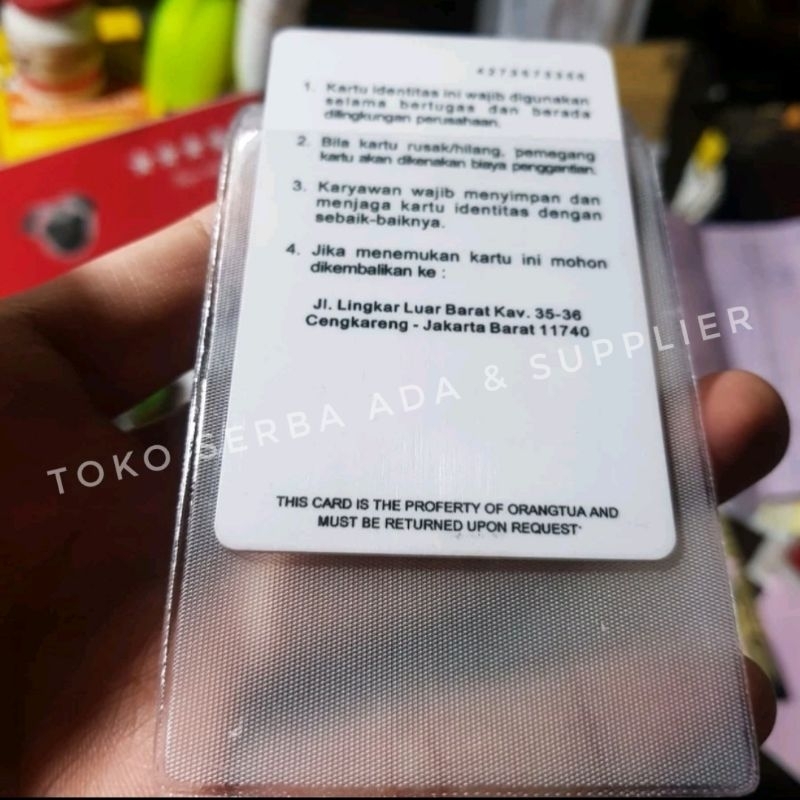 1. Kartu identitas ini wajib digunakan
selama bertugas dan berada
dilingkungan perusahaan.
2. Bila kartu rusak/hilang, pemegang
kartu akan dikenakan biaya penggantian.
3. Karyawan wajib menyimpan dan
menjaga kartu identitas dengan
sebaik-baiknya.
4. Jika menemukan kartu ini mohon
dikembalikan ke :
Jl. Lingkar Luar Barat Kav. 35-36
Cengkareng - Jakarta Barat 11740
TOKO SERBA ADA & SUPPLIER
THIS CARD IS THE PROPERTY OF ORANGTUA AND
MUST BE RETURNED UPON REQUEST